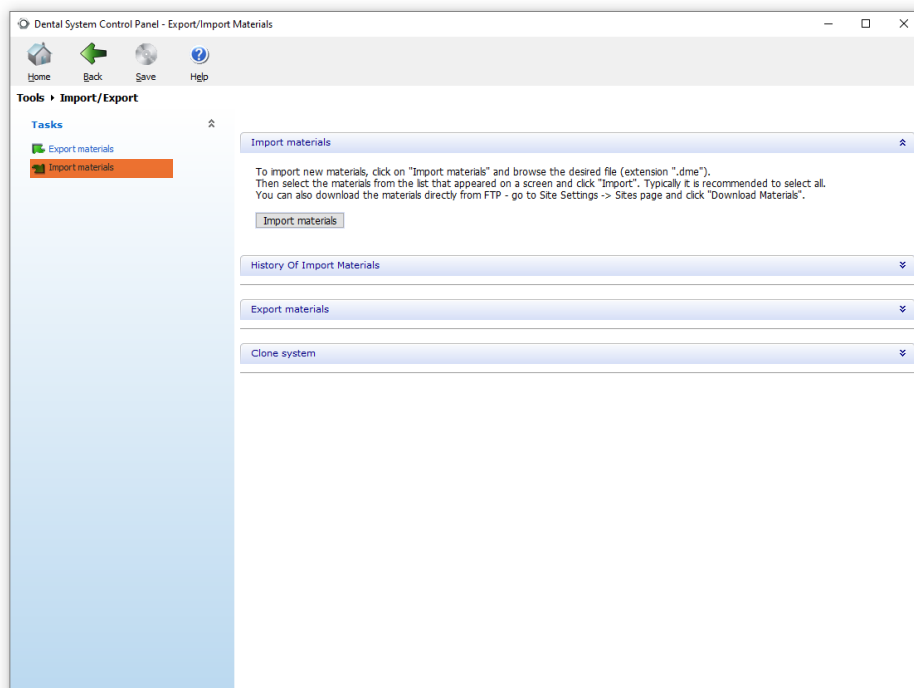 Dental System Control Panel - Export/Import Materials
Home Back Save Help
Tools ▸ Import/Export
Tasks
Export materials
Import materials
Import materials
To import new materials, click on "Import materials" and browse the desired file (extension ".dme").
Then select the materials from the list that appeared on a screen and click "Import". Typically it is recommended to select all.
You can also download the materials directly from FTP - go to Site Settings -> Sites page and click "Download Materials".
Import materials
History Of Import Materials
Export materials
Clone system